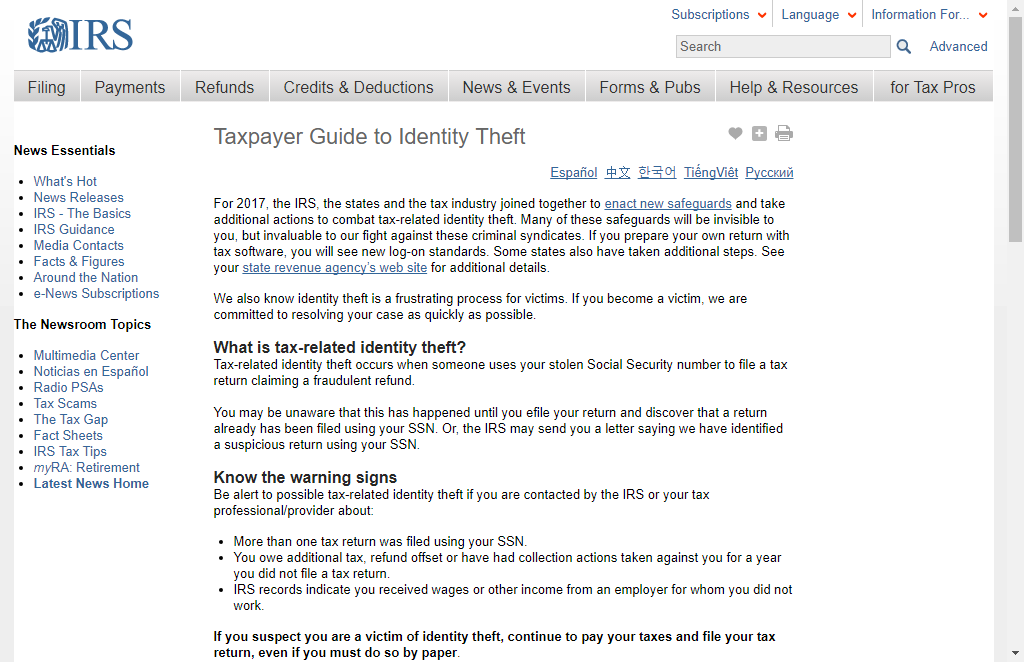 IRS
Subscriptions Language Information For...
Search Advanced
Filing Payments Refunds Credits & Deductions News & Events Forms & Pubs Help & Resources for Tax Pros
News Essentials
What's Hot
News Releases
IRS - The Basics
IRS Guidance
Media Contacts
Facts & Figures
Around the Nation
e-News Subscriptions
The Newsroom Topics
Multimedia Center
Noticias en Español
Radio PSAs
Tax Scams
The Tax Gap
Fact Sheets
IRS Tax Tips
myRA: Retirement
Latest News Home
Taxpayer Guide to Identity Theft
Español 中文 한국어 TiếngViệt Русский
For 2017, the IRS, the states and the tax industry joined together to enact new safeguards and take
additional actions to combat tax-related identity theft. Many of these safeguards will be invisible to
you, but invaluable to our fight against these criminal syndicates. If you prepare your own return with
tax software, you will see new log-on standards. Some states also have taken additional steps. See
your state revenue agency's web site for additional details.
We also know identity theft is a frustrating process for victims. If you become a victim, we are
committed to resolving your case as quickly as possible.
What is tax-related identity theft?
Tax-related identity theft occurs when someone uses your stolen Social Security number to file a tax
return claiming a fraudulent refund.
You may be unaware that this has happened until you efile your return and discover that a return
already has been filed using your SSN. Or, the IRS may send you a letter saying we have identified
a suspicious return using your SSN.
Know the warning signs
Be alert to possible tax-related identity theft if you are contacted by the IRS or your tax
professional/provider about:
More than one tax return was filed using your SSN.
You owe additional tax, refund offset or have had collection actions taken against you for a year
you did not file a tax return.
IRS records indicate you received wages or other income from an employer for whom you did not
work.
If you suspect you are a victim of identity theft, continue to pay your taxes and file your tax
return, even if you must do so by paper.